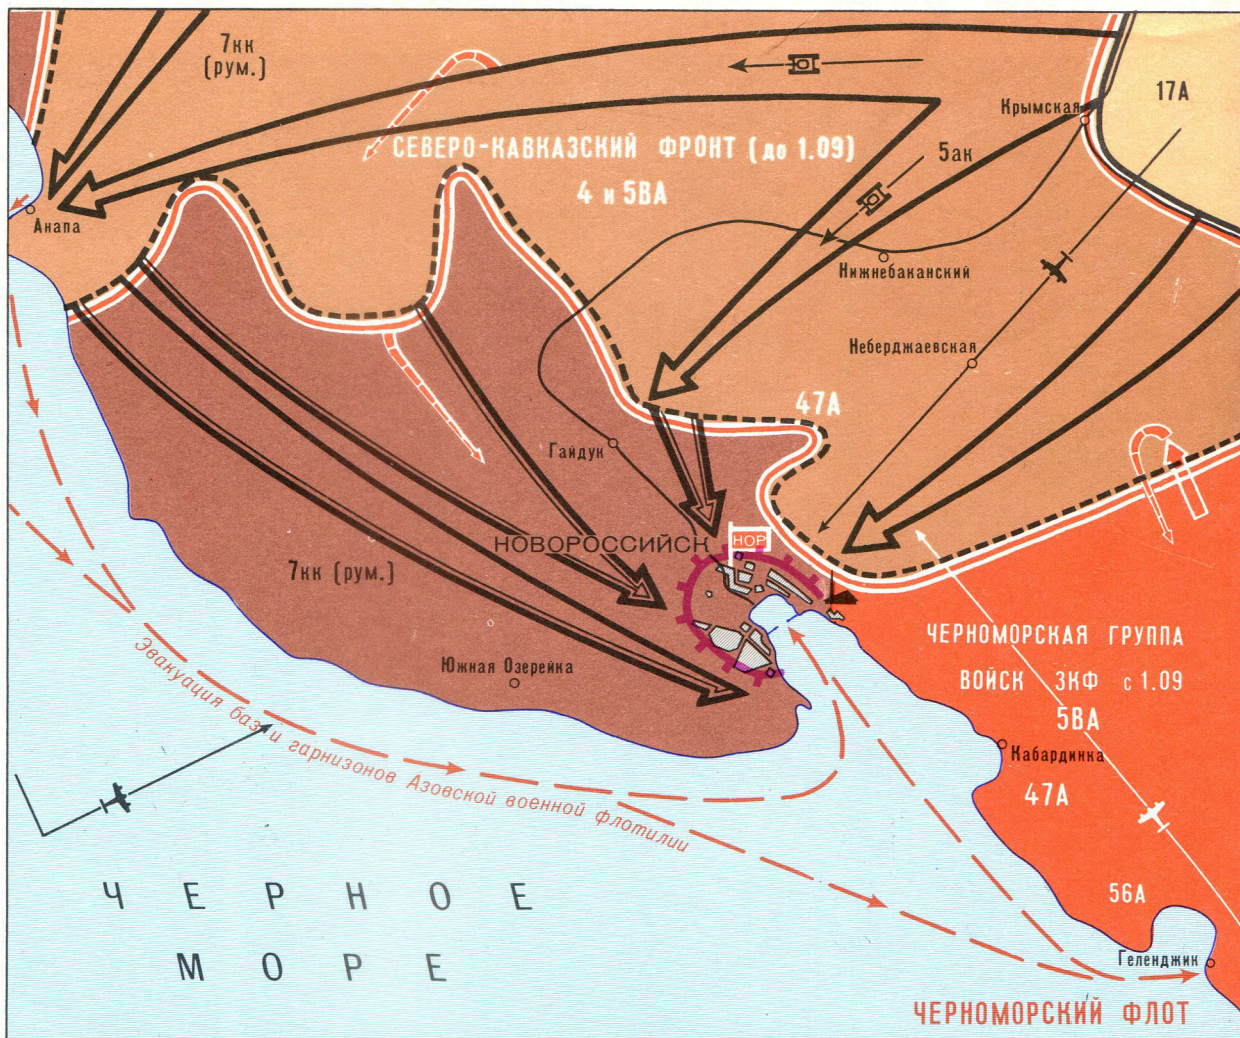 7кк
(рум.)
17А
Крымская
СЕВЕРО-КАВКАЗСКИЙ ФРОНТ (до 1.09)
5ак
4 и 5ВА
Анапа
Нижнебаканский
Неберджаевская
47А
Гайдук
НОВОРОССИЙСК
НОР
7кк (рум.)
ЧЕРНОМОРСКАЯ ГРУППА
ВОЙСК ЗКФ с 1.09
5ВА
Южная Озерейка
Эвакуация баз и гарнизонов Азовской военной флотилии
Кабардинка
47А
56А
ЧЕРНОЕ
МОРЕ
Геленджик
ЧЕРНОМОРСКИЙ ФЛОТ